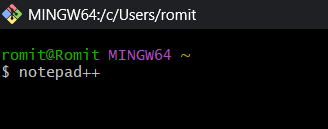 MINGW64:/c/Users/romit
romit@Romit MINGW64 ~
$ notepad++